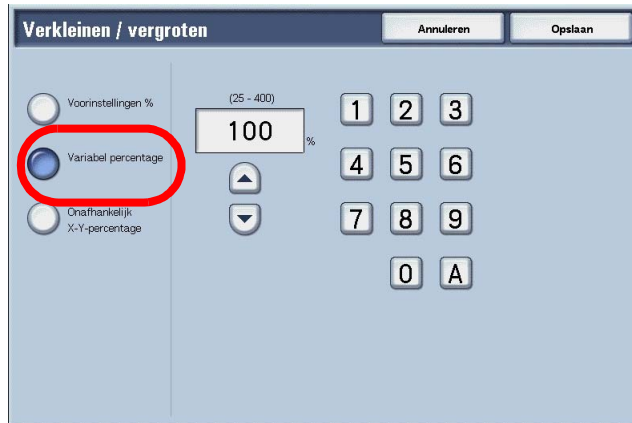 Verkleinen / vergroten
Annuleren
Opslaan
Voorinstellingen %
Variabel percentage
Onafhankelijk
X-Y-percentage
(25 - 400)
100 %
1 2 3
4 5 6
7 8 9
0 A